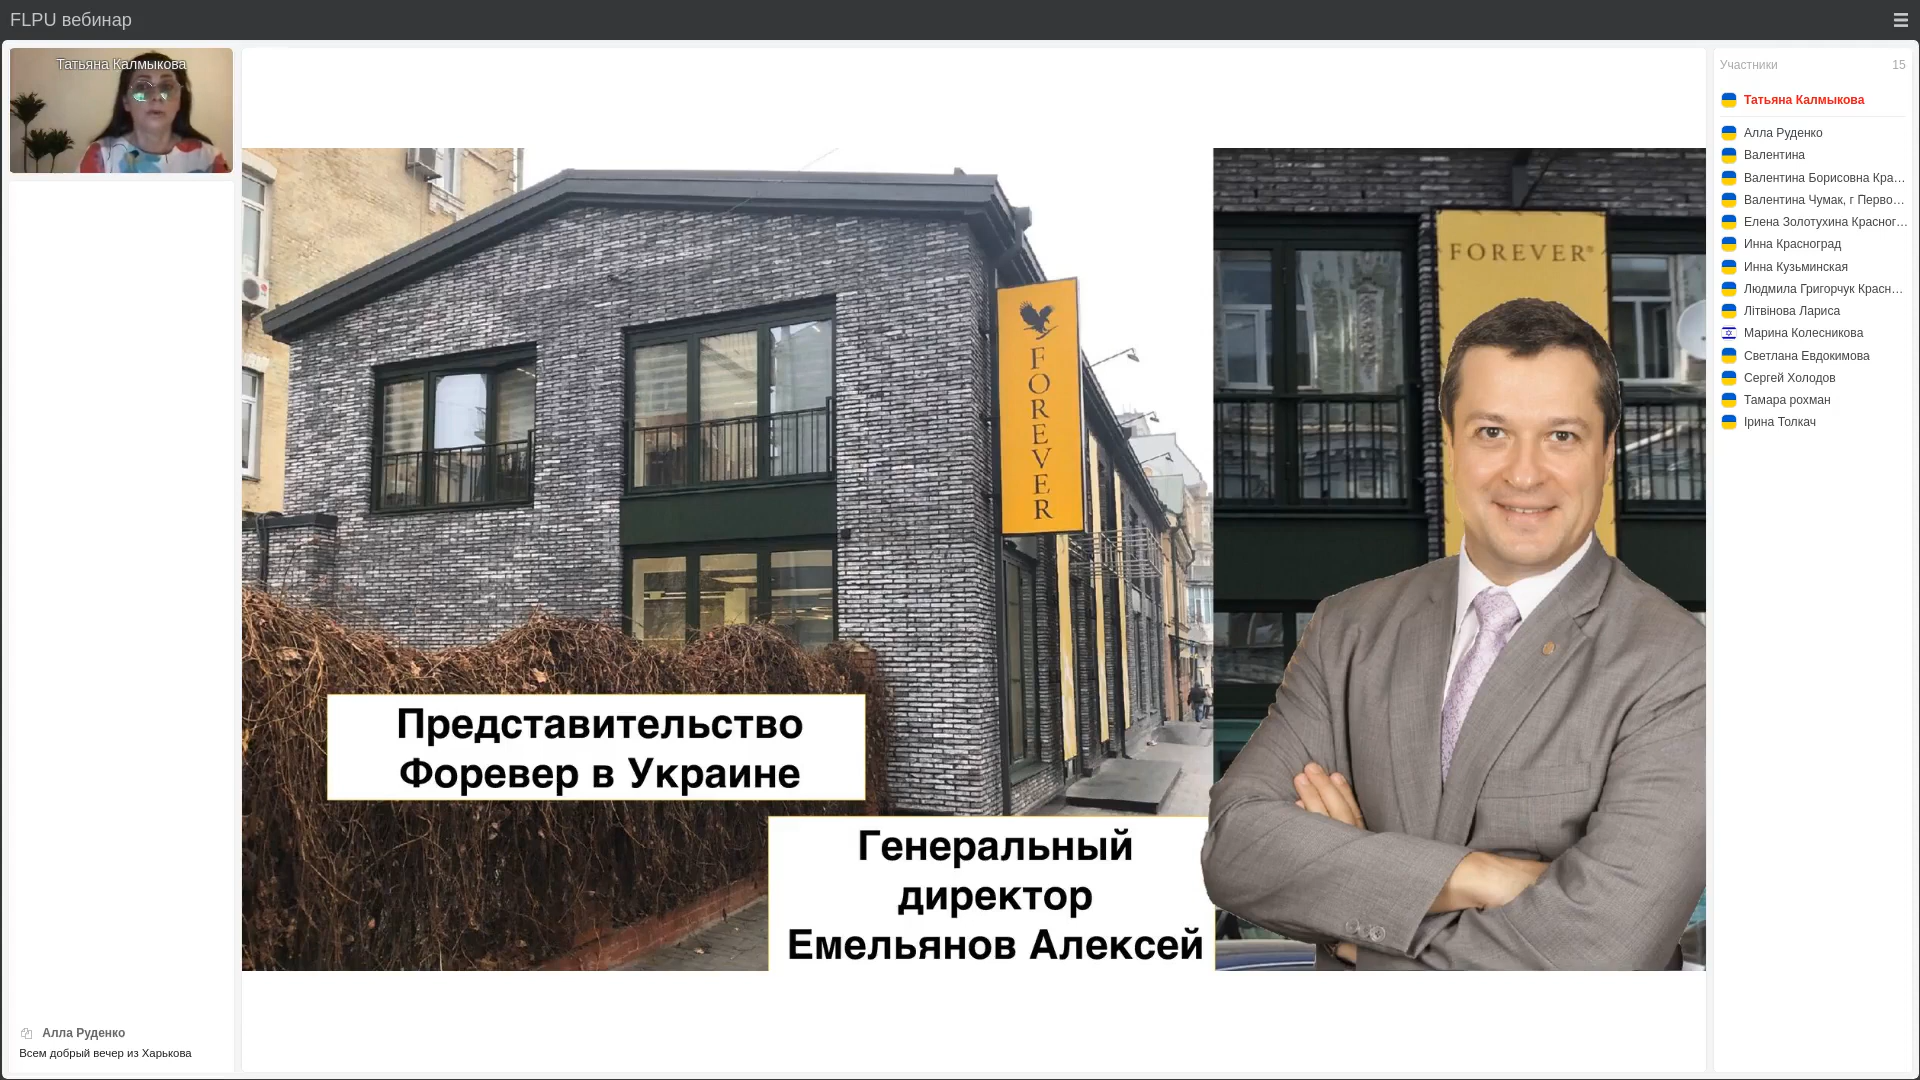 FLPU вебинар
Татьяна Калмыкова
FOREVER
FOREVER®
Представительство
Форевер в Украине
Генеральный
директор
Емельянов Алексей
Алла Руденко
Всем добрый вечер из Харькова
Участники 15
Татьяна Калмыкова
Алла Руденко
Валентина
Валентина Борисовна Кра...
Валентина Чумак, г Перво...
Елена Золотухина Красног...
Инна Красноград
Инна Кузьминская
Людмила Григорчук Красн...
Літвінова Лариса
Марина Колесникова
Светлана Евдокимова
Сергей Холодов
Тамара рохман
Ірина Толкач